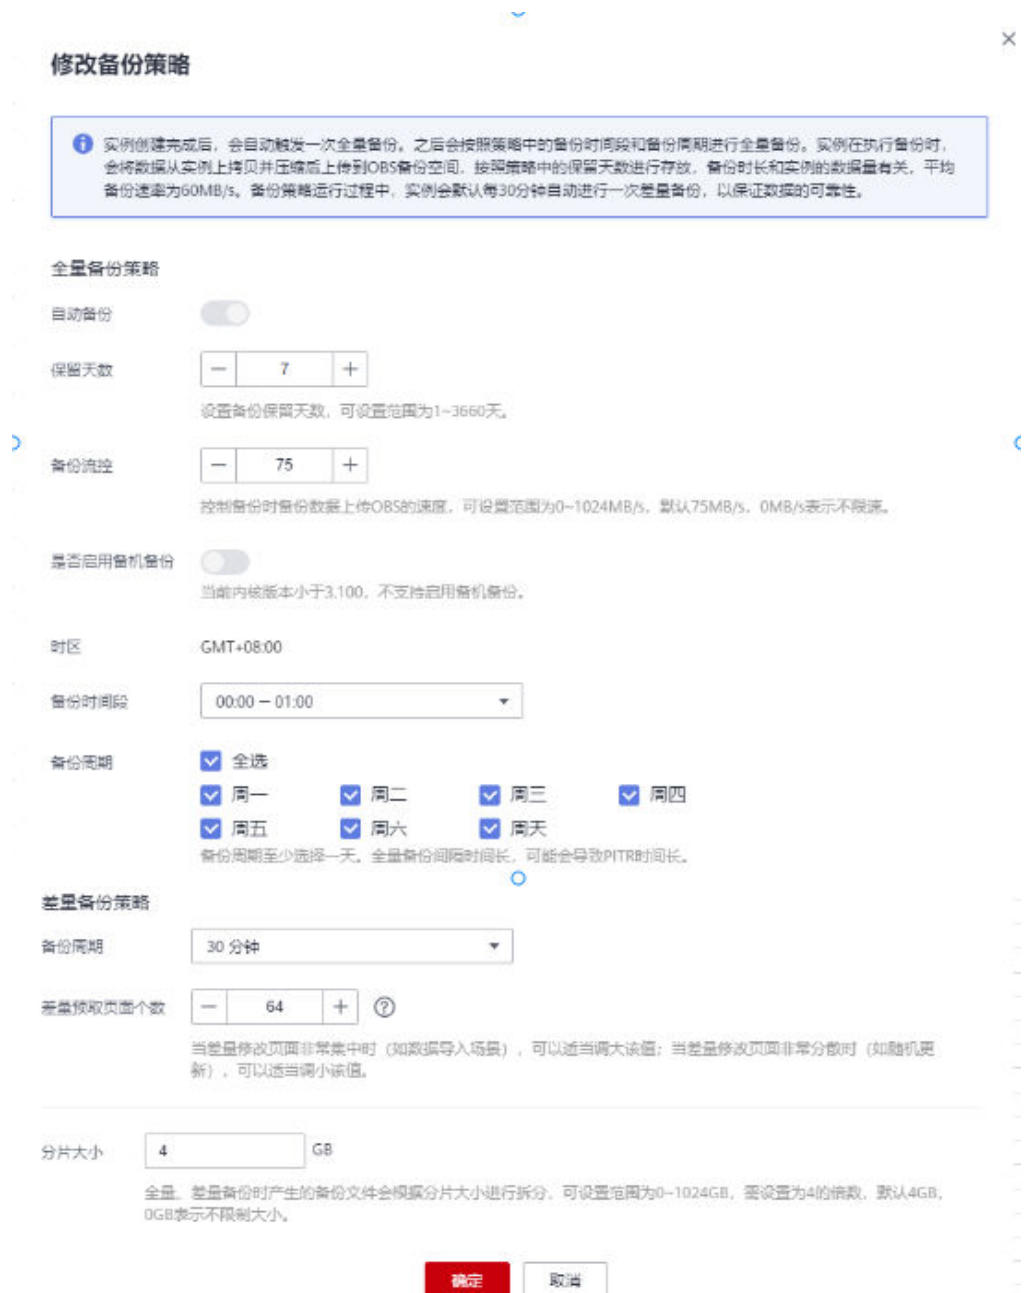 修改备份策略
实例创建完成后，会自动触发一次全量备份。之后会按照策略中的备份时间段和备份周期进行全量备份。实例在执行备份时，
会将数据从实例上拷贝并压缩后上传到OBS备份空间，按照策略中的保留天数进行存放，备份时长和实例的数据量有关，平均
备份速率为60MB/s。备份策略运行过程中，实例会默认每30分钟自动进行一次差量备份，以保证数据的可靠性。
全量备份策略
自动备份
保留天数 — 7 +
设置备份保留天数，可设置范围为1~3660天。
备份流控 — 75 +
控制备份时备份数据上传OBS的速度，可设置范围为0~1024MB/s，默认75MB/s，0MB/s表示不限速。
是否启用备机备份
当前内核版本小于3.100，不支持启用备机备份。
时区 GMT+08:00
备份时间段 00:00 — 01:00
备份周期 全选
周一 周二 周三 周四
周五 周六 周天
备份周期至少选择一天。全量备份间隔时间长，可能会导致PITR时间长。
差量备份策略
备份周期 30 分钟
差量预取页面个数 — 64 +
当差量修改页面非常集中时（如数据导入场景），可以适当调大该值；当差量修改页面非常分散时（如随机更
新），可以适当调小该值。
分片大小 4 GB
全量、差量备份时产生的备份文件会根据分片大小进行拆分，可设置范围为0~1024GB，需设置为4的倍数，默认4GB，
0GB表示不限制大小。
确定 取消